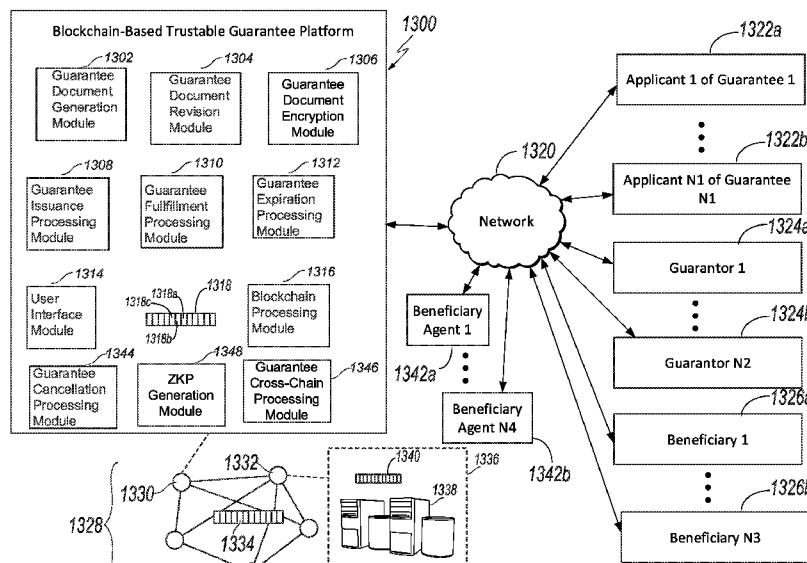 Blockchain-Based Trustable Guarantee Platform
1300
1302
Guarantee
Document
Generation
Module
1304
Guarantee
Document
Revision
Module
1306
Guarantee
Document
Encryption
Module
1308
Guarantee
Issuance
Processing
Module
1310
Guarantee
Fullfillment
Processing
Module
1312
Guarantee
Expiration
Processing
Module
1314
User
Interface
Module
1318
1318a
1318c
1318b
1316
Blockchain
Processing
Module
1344
Guarantee
Cancellation
Processing
Module
1348
ZKP
Generation
Module
1346
Guarantee
Cross-Chain
Processing
Module
1320
Network
Beneficiary
Agent 1
1342a
Beneficiary
Agent N4
1342b
1322a
Applicant 1 of Guarantee 1
1322b
Applicant N1 of Guarantee
N1
1324a
Guarantor 1
1324b
Guarantor N2
1326a
Beneficiary 1
1326b
Beneficiary N3
1328
1330
1332
1334
1336
1340
1338